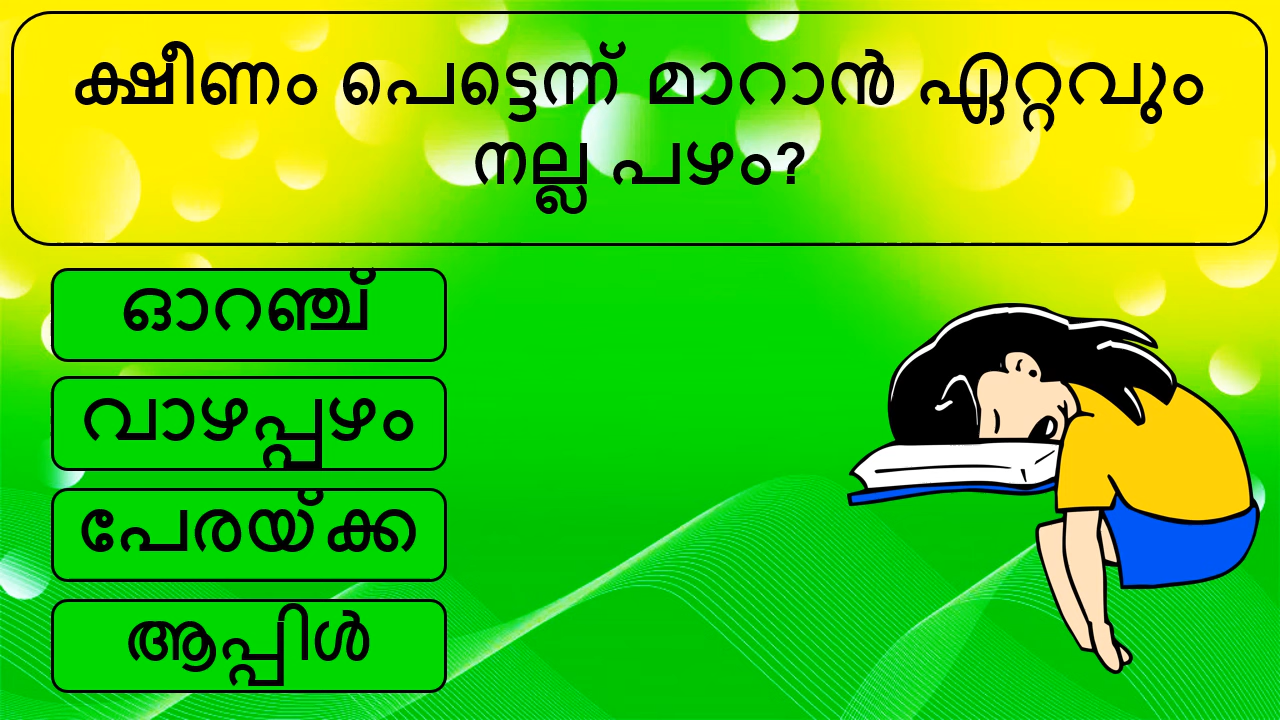 ക്ഷീണം പെട്ടെന്ന് മാറാൻ ഏറ്റവും
നല്ല പഴം?
ഓറഞ്ച്
വാഴപ്പഴം
പേരയ്ക്ക
ആപ്പിൾ